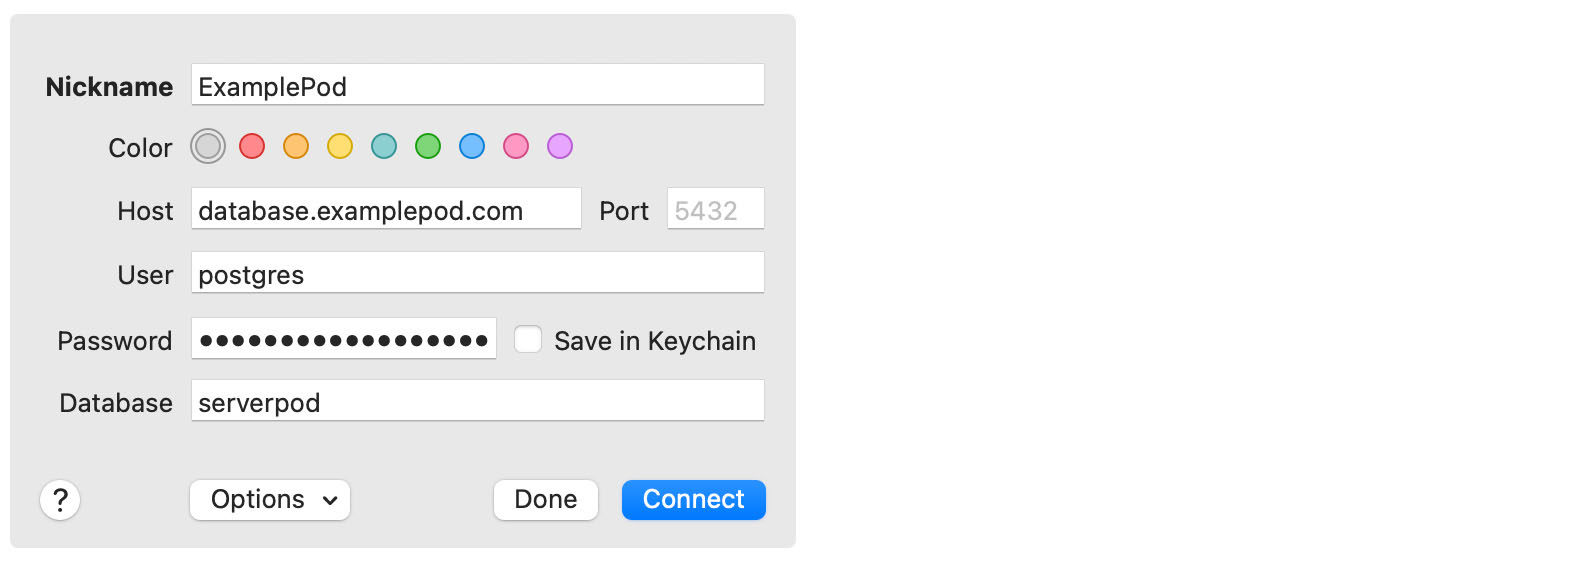 Nickname ExamplePod
Color
Host database.examplepod.com Port 5432
User postgres
Password ●●●●●●●●●●●●●●●●●● Save in Keychain
Database serverpod
? Options Done Connect